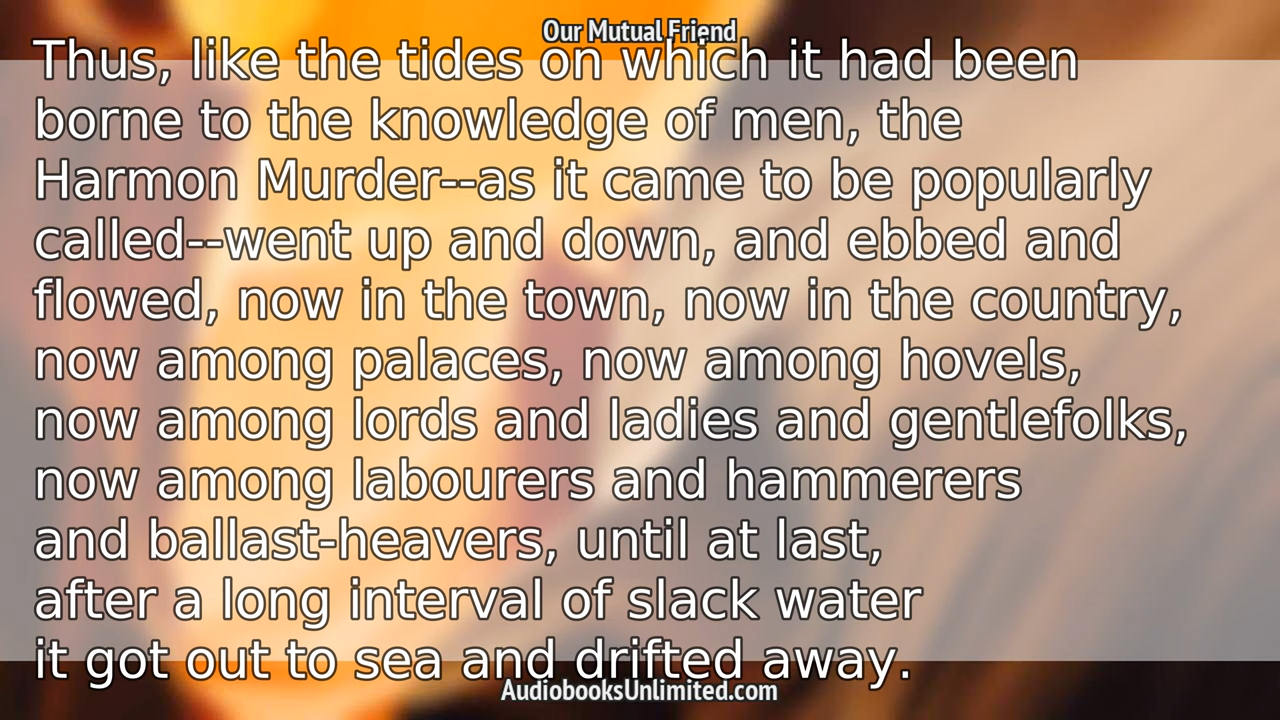 Our Mutual Friend
Thus, like the tides on which it had been
borne to the knowledge of men, the
Harmon Murder--as it came to be popularly
called--went up and down, and ebbed and
flowed, now in the town, now in the country,
now among palaces, now among hovels,
now among lords and ladies and gentlefolks,
now among labourers and hammerers
and ballast-heavers, until at last,
after a long interval of slack water
it got out to sea and drifted away.
AudiobooksUnlimited.com